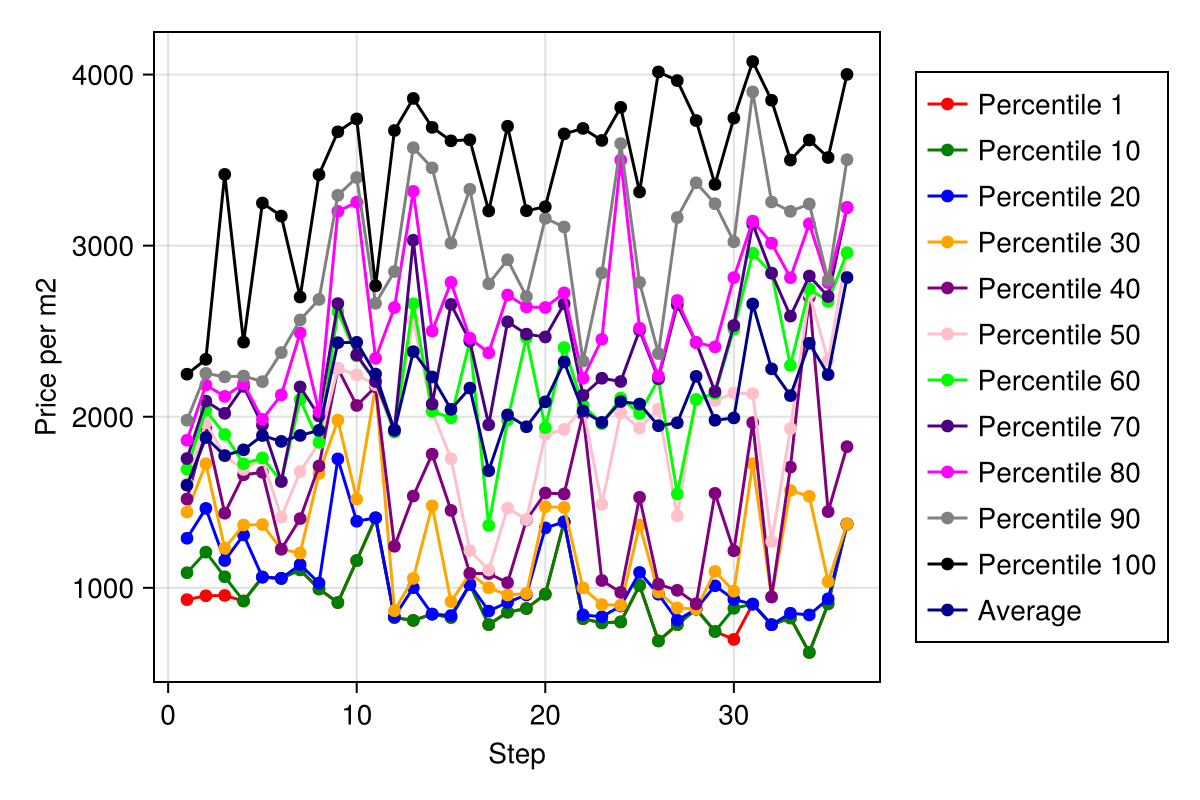 4000
3000
2000
1000
Price per m2
0 10 20 30
Step
Percentile 1
Percentile 10
Percentile 20
Percentile 30
Percentile 40
Percentile 50
Percentile 60
Percentile 70
Percentile 80
Percentile 90
Percentile 100
Average